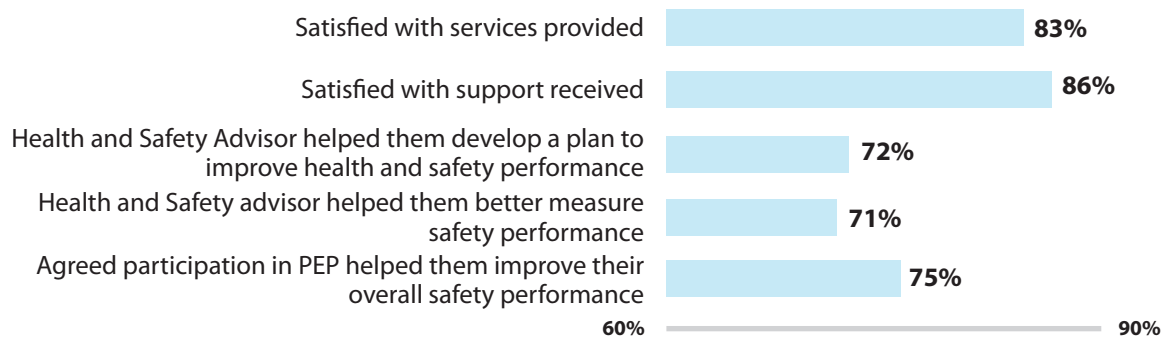 Satisfied with services provided
83%
Satisfied with support received
86%
Health and Safety Advisor helped them develop a plan to
improve health and safety performance
72%
Health and Safety advisor helped them better measure
safety performance
71%
Agreed participation in PEP helped them improve their
overall safety performance
75%
60%
90%